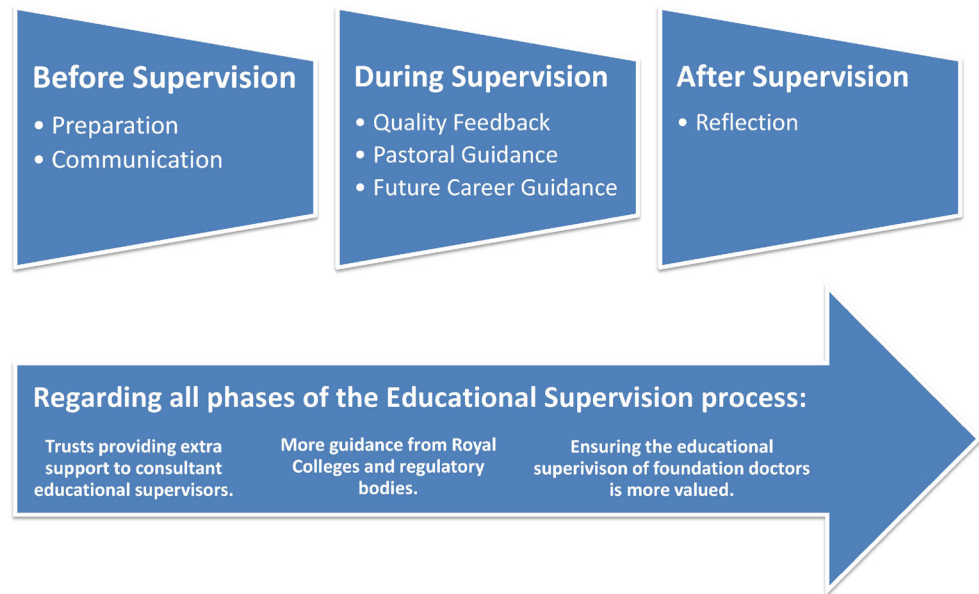 Before Supervision
• Preparation
• Communication
During Supervision
• Quality Feedback
• Pastoral Guidance
• Future Career Guidance
After Supervision
• Reflection
Regarding all phases of the Educational Supervision process:
Trusts providing extra
support to consultant
educational supervisors.
More guidance from Royal
Colleges and regulatory
bodies.
Ensuring the educational
superivison of foundation doctors
is more valued.